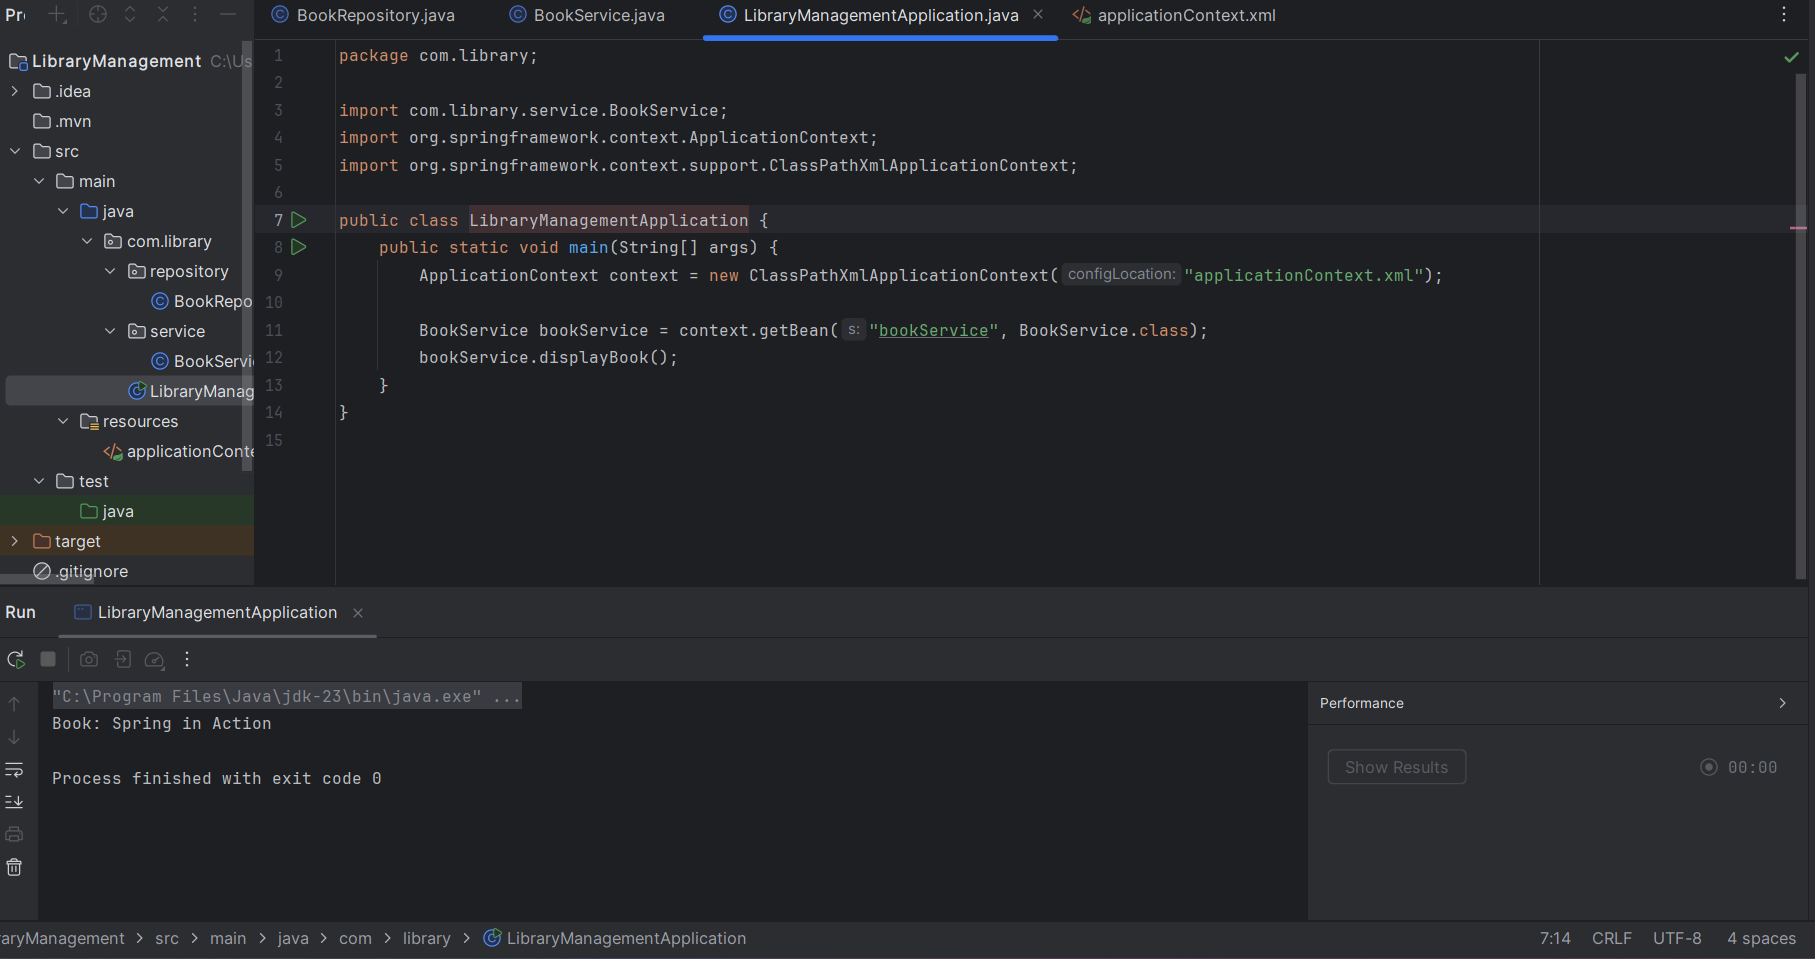 Pr
BookRepository.java
BookService.java
LibraryManagementApplication.java
applicationContext.xml
LibraryManagement C:\Us
.idea
.mvn
src
main
java
com.library
repository
BookRepo
service
BookServi
LibraryManag
resources
applicationConte
test
java
target
.gitignore
1 package com.library;
2
3 import com.library.service.BookService;
4 import org.springframework.context.ApplicationContext;
5 import org.springframework.context.support.ClassPathXmlApplicationContext;
6
7 public class LibraryManagementApplication {
8 public static void main(String[] args) {
9 ApplicationContext context = new ClassPathXmlApplicationContext( configLocation: "applicationContext.xml");
10
11 BookService bookService = context.getBean( s: "bookService", BookService.class);
12 bookService.displayBook();
13 }
14 }
15
Run LibraryManagementApplication
"C:\Program Files\Java\jdk-23\bin\java.exe" ...
Book: Spring in Action
Process finished with exit code 0
Performance
Show Results 00:00
raryManagement > src > main > java > com > library > LibraryManagementApplication
7:14 CRLF UTF-8 4 spaces